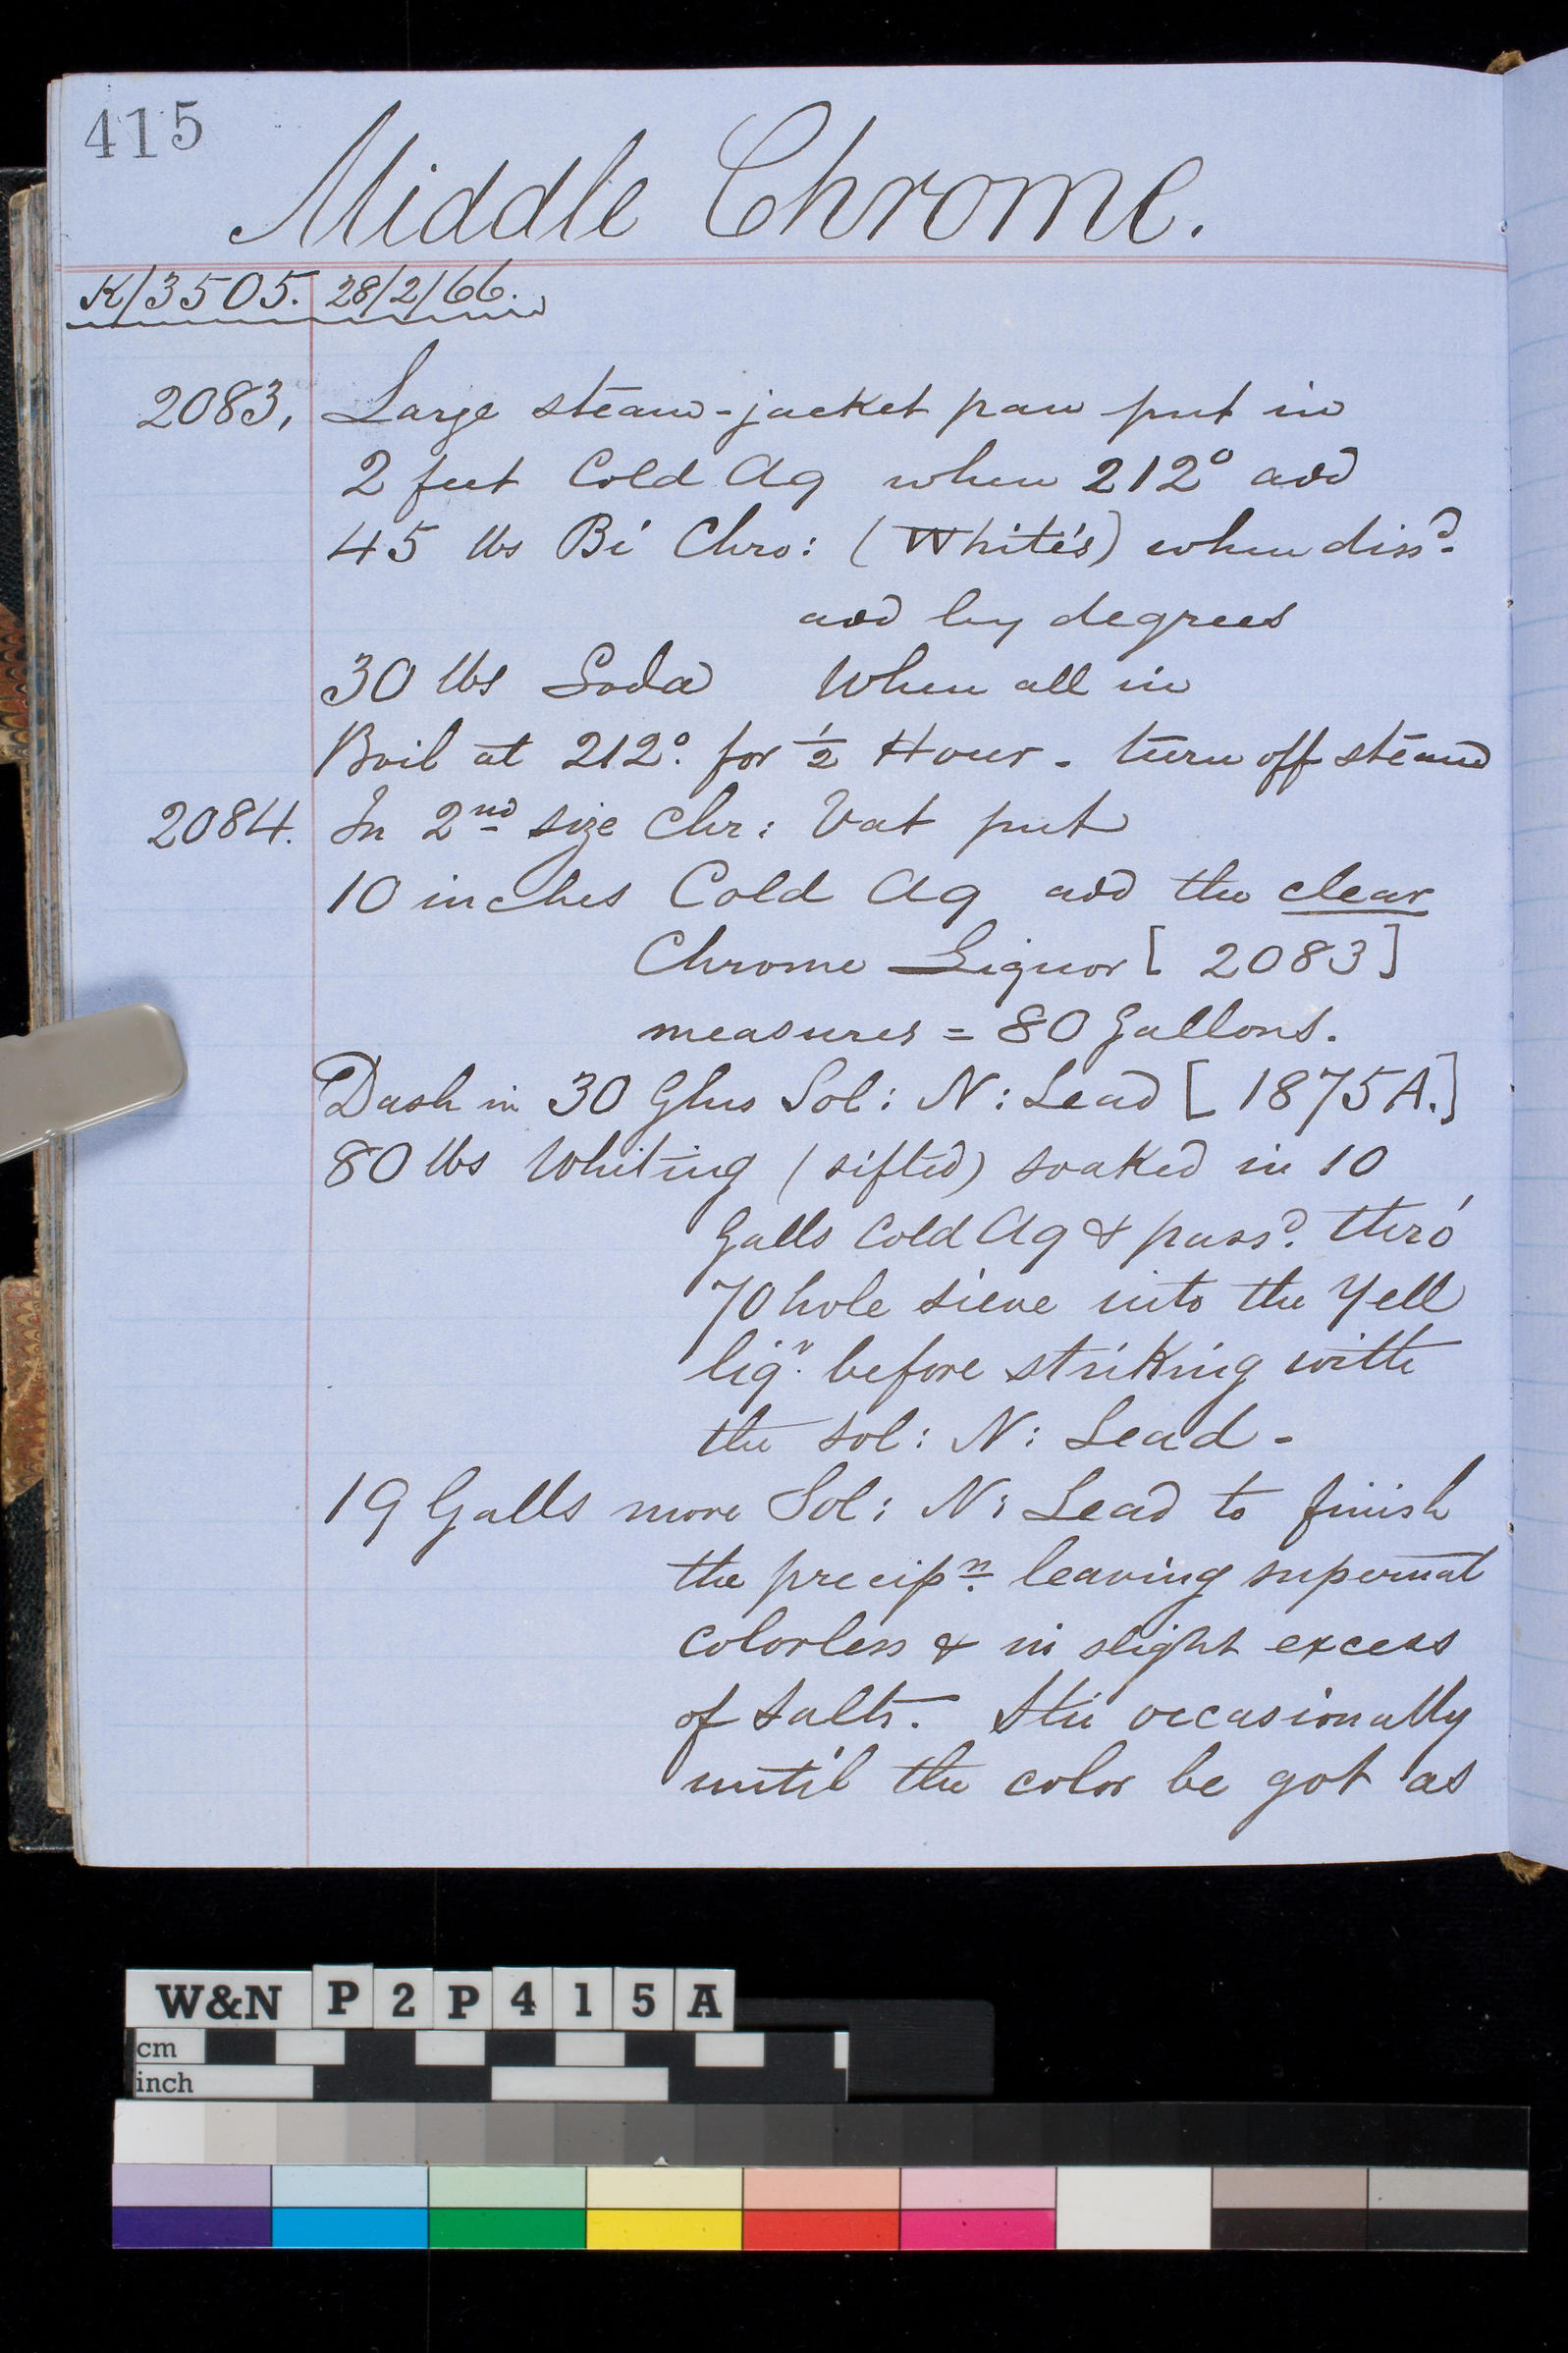 415
Middle Chrome.
K/3505. 28/2/66.
2083, Large steam-jacket pan put in
2 feet Cold Aq when 212° add
45 lbs Bi Chro: (White's) when diss^d.
add by degrees
30 lbs Soda When all in
Boil at 212°. for ½ Hour - turn off steam
2084. In 2nd size Chr: Vat put
10 inches Cold Aq add the clear
Chrome Liquor [2083]
measures = 80 Gallons.
Dash in 30 Glns Sol: N: Lead [1875A.]
80 lbs Whiting (sifted) soaked in 10
Galls Cold Aq & pass^d. thro'
70 hole sieve into the Yell
liq^r. before striking with
the sol: N: Lead -
19 Galls more Sol: N: Lead to finish
the precip^n. leaving supernat
colorless & in slight excess
of salts. Stir occasionally
until the color be got as
W&N P2P415A
cm
inch